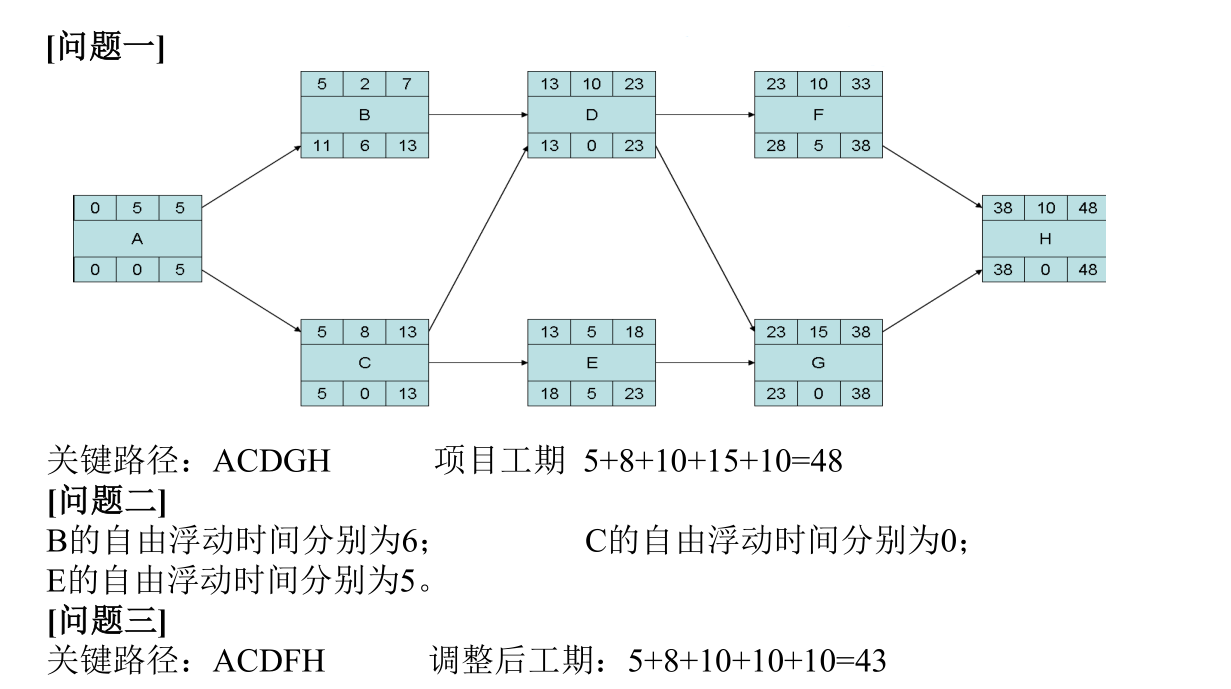 [问题一]
5 2 7
B
11 6 13
13 10 23
D
13 0 23
23 10 33
F
28 5 38
0 5 5
A
0 0 5
38 10 48
H
38 0 48
5 8 13
C
5 0 13
13 5 18
E
18 5 23
23 15 38
G
23 0 38
关键路径：ACDGH 项目工期 5+8+10+15+10=48
[问题二]
B的自由浮动时间分别为6； C的自由浮动时间分别为0；
E的自由浮动时间分别为5。
[问题三]
关键路径：ACDFH 调整后工期：5+8+10+10+10=43